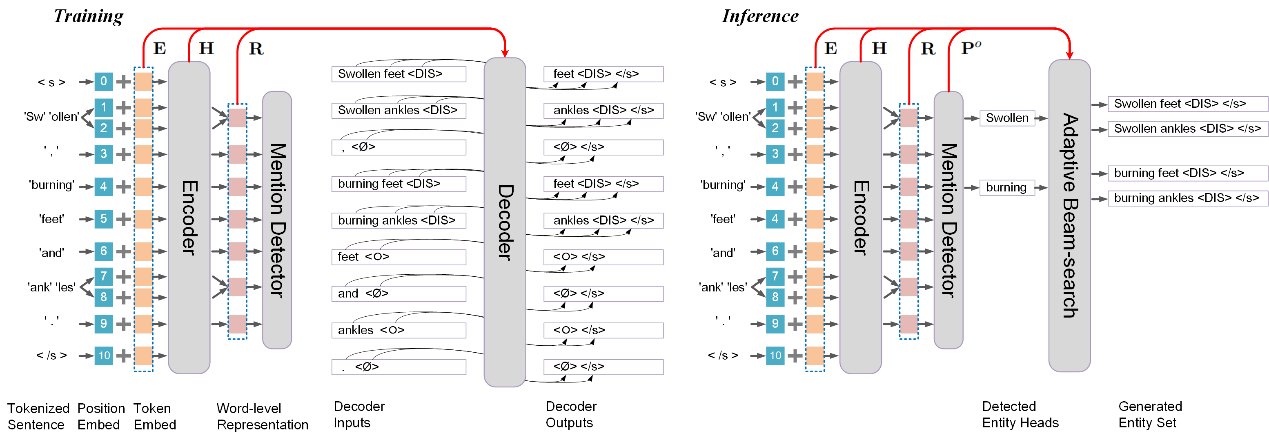 Training
E H R
< s >
0
'Sw' 'ollen'
1
2
' , '
3
'burning'
4
'feet'
5
'and'
6
'ank' 'les'
7
8
' . '
9
< /s >
10
Encoder
Mention Detector
Swollen feet <DIS>
Swollen ankles <DIS>
, <Ø>
burning feet <DIS>
burning ankles <DIS>
feet <O>
and <Ø>
ankles <O>
. <Ø>
Decoder
feet <DIS> </s>
ankles <DIS> </s>
<Ø> </s>
feet <DIS> </s>
ankles <DIS> </s>
<O> </s>
<Ø> </s>
<O> </s>
<Ø> </s>
Tokenized Sentence
Position Embed
Token Embed
Word-level Representation
Decoder Inputs
Decoder Outputs
Inference
E H R Pº
< s >
0
'Sw' 'ollen'
1
2
' , '
3
'burning'
4
'feet'
4
'and'
6
'ank' 'les'
7
8
' . '
9
< /s >
10
Encoder
Mention Detector
Swollen
burning
Adaptive Beam-search
Swollen feet <DIS> </s>
Swollen ankles <DIS> </s>
burning feet <DIS> </s>
burning ankles <DIS> </s>
Detected Entity Heads
Generated Entity Set